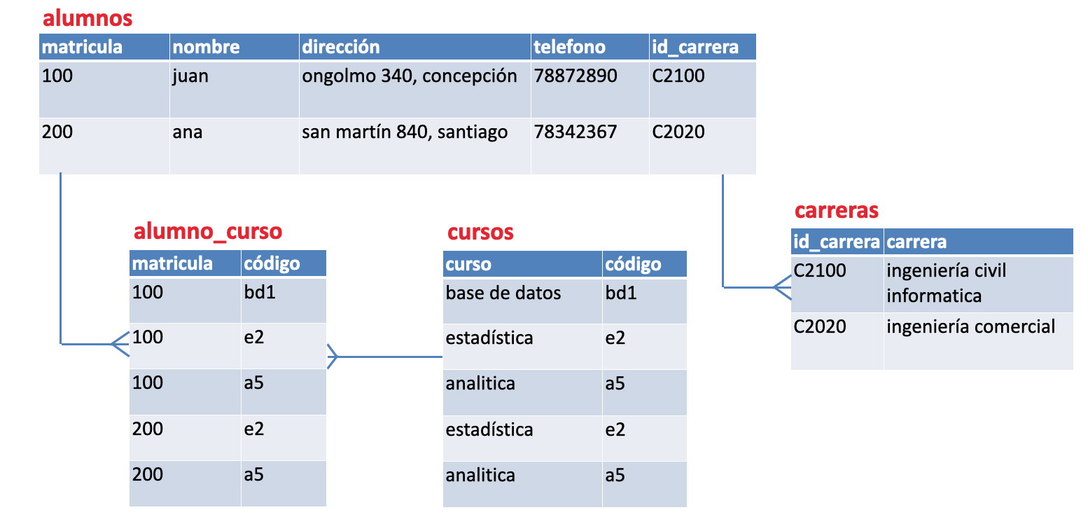 alumnos
matricula nombre dirección telefono id_carrera
100 juan ongolmo 340, concepción 78872890 C2100
200 ana san martín 840, santiago 78342367 C2020
alumno_curso
matricula código
100 bd1
100 e2
100 a5
200 e2
200 a5
cursos
curso código
base de datos bd1
estadística e2
analitica a5
estadística e2
analitica a5
carreras
id_carrera carrera
C2100 ingeniería civil
informatica
C2020 ingeniería comercial